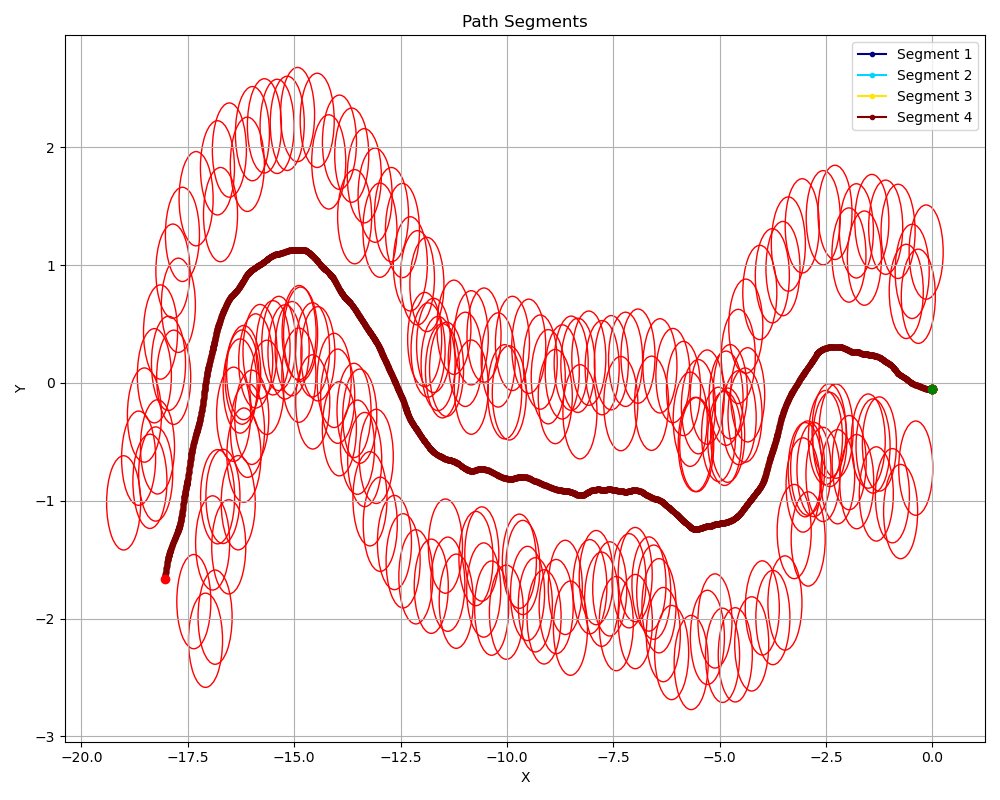 Path Segments
Segment 1
Segment 2
Segment 3
Segment 4
2
1
0
−1
−2
−3
Y
−20.0
−17.5
−15.0
−12.5
−10.0
−7.5
−5.0
−2.5
0.0
X